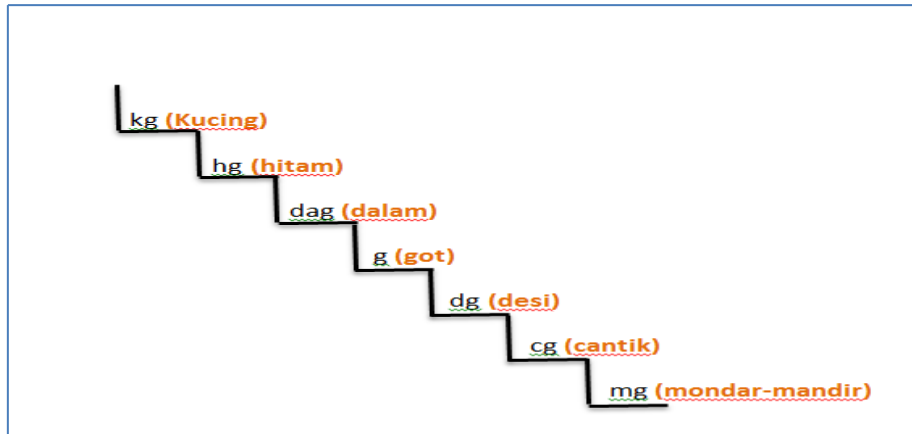 kg (Kucing)
hg (hitam)
dag (dalam)
g (got)
dg (desi)
cg (cantik)
mg (mondar-mandir)